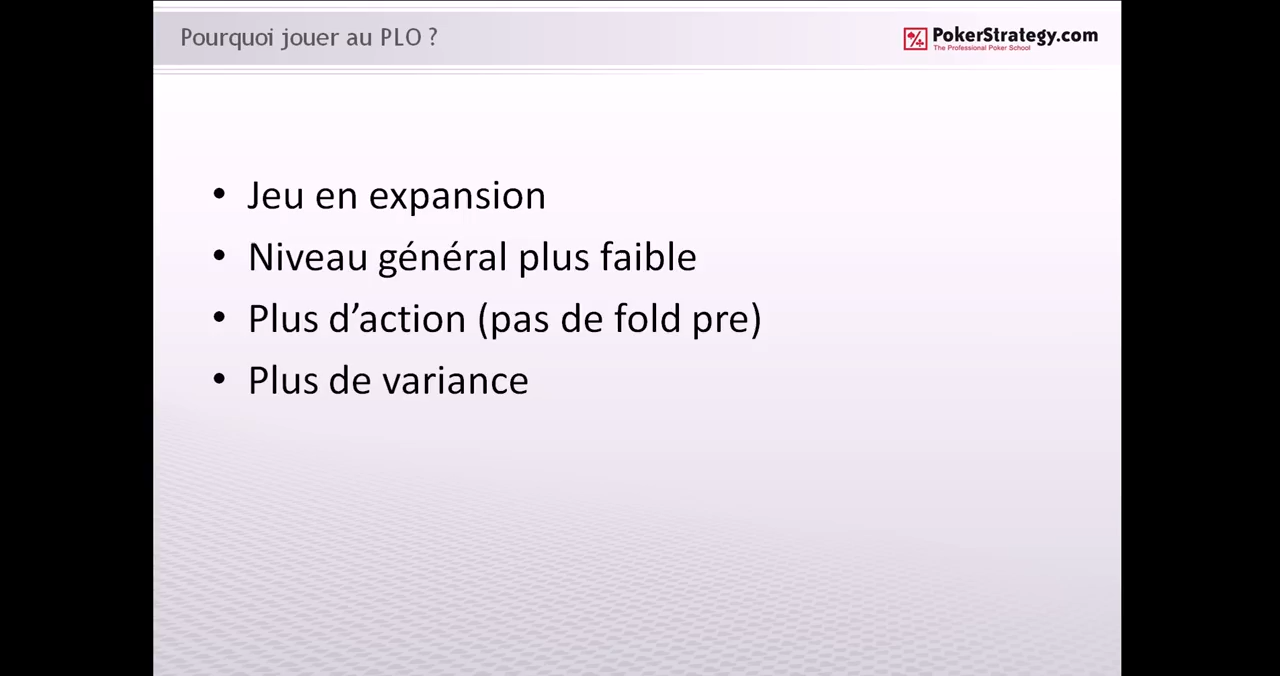 Pourquoi jouer au PLO ?
PokerStrategy.com
The Professional Poker School
• Jeu en expansion
• Niveau général plus faible
• Plus d’action (pas de fold pre)
• Plus de variance